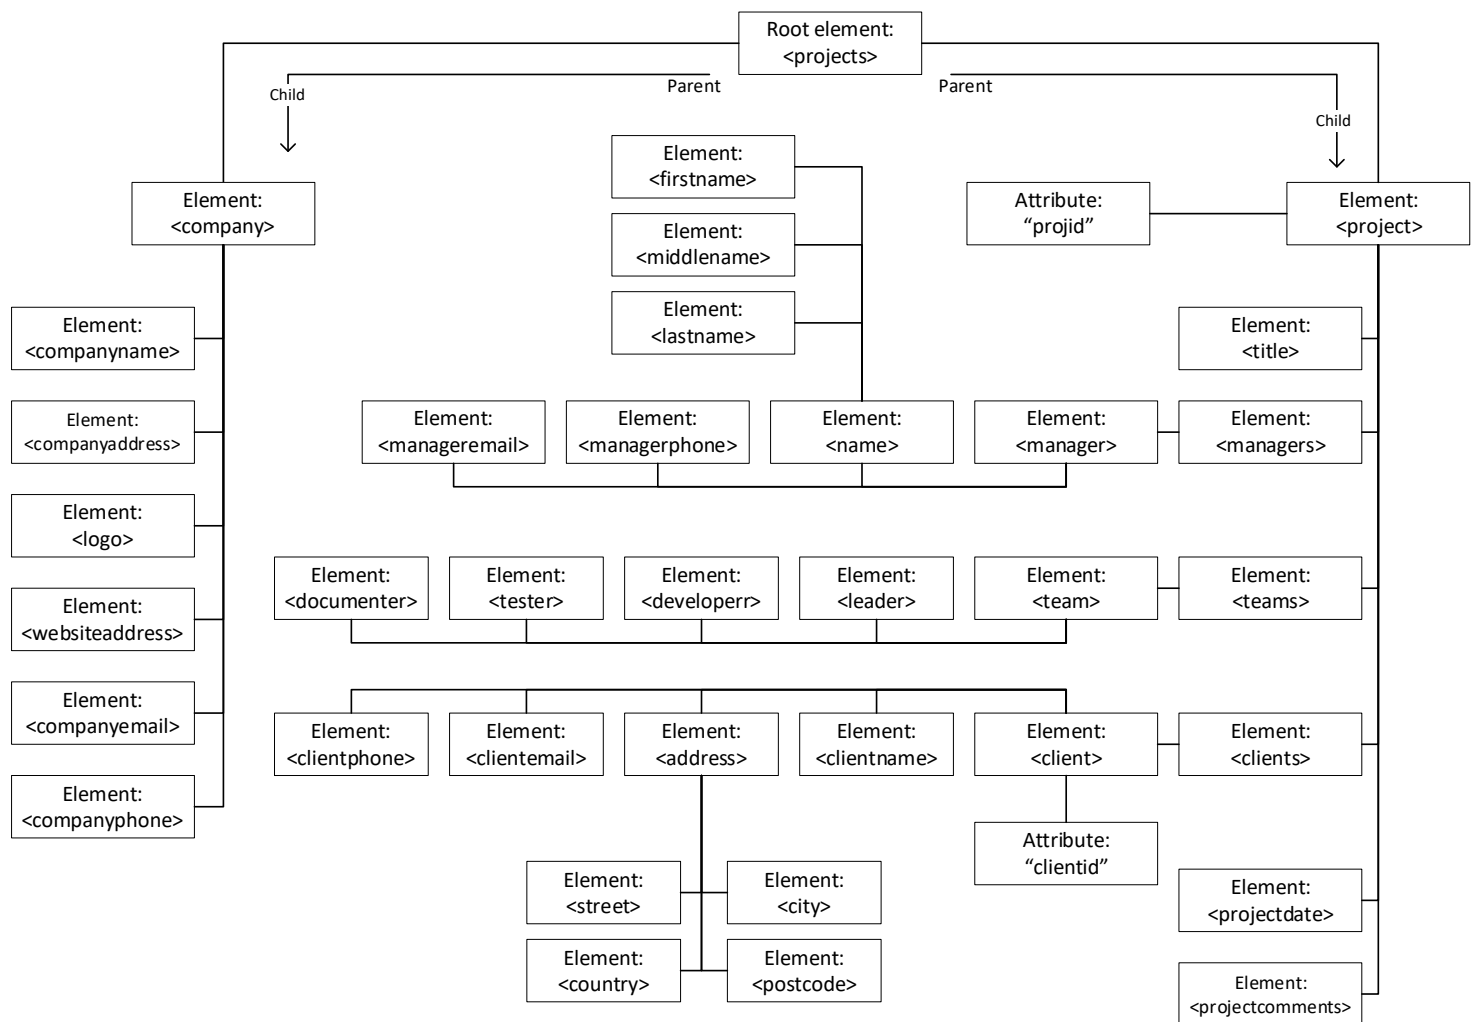 Root element:
<projects>
Parent
Parent
Child
Child
Element:
<firstname>
Element:
<company>
Attribute:
“projid”
Element:
<project>
Element:
<middlename>
Element:
<lastname>
Element:
<companyname>
Element:
<title>
Element:
<companyaddress>
Element:
<manageremail>
Element:
<managerphone>
Element:
<name>
Element:
<manager>
Element:
<managers>
Element:
<logo>
Element:
<documenter>
Element:
<tester>
Element:
<developerr>
Element:
<leader>
Element:
<team>
Element:
<teams>
Element:
<websiteaddress>
Element:
<companyemail>
Element:
<clientphone>
Element:
<clientemail>
Element:
<address>
Element:
<clientname>
Element:
<client>
Element:
<clients>
Element:
<companyphone>
Attribute:
“clientid”
Element:
<street>
Element:
<city>
Element:
<projectdate>
Element:
<country>
Element:
<postcode>
Element:
<projectcomments>